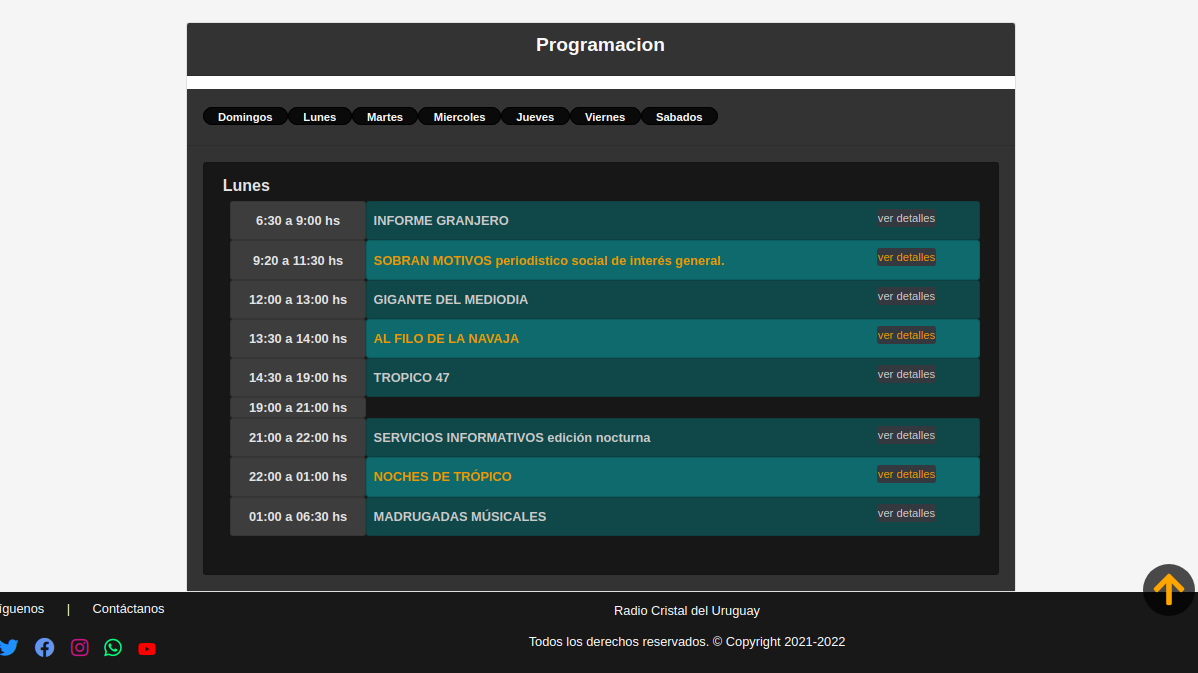 Programacion
Domingos Lunes Martes Miercoles Jueves Viernes Sabados
Lunes
6:30 a 9:00 hs INFORME GRANJERO ver detalles
9:20 a 11:30 hs SOBRAN MOTIVOS periodistico social de interés general. ver detalles
12:00 a 13:00 hs GIGANTE DEL MEDIODIA ver detalles
13:30 a 14:00 hs AL FILO DE LA NAVAJA ver detalles
14:30 a 19:00 hs TROPICO 47 ver detalles
19:00 a 21:00 hs
21:00 a 22:00 hs SERVICIOS INFORMATIVOS edición nocturna ver detalles
22:00 a 01:00 hs NOCHES DE TRÓPICO ver detalles
01:00 a 06:30 hs MADRUGADAS MÚSICALES ver detalles
íguenos | Contáctanos
Radio Cristal del Uruguay
Todos los derechos reservados. © Copyright 2021-2022